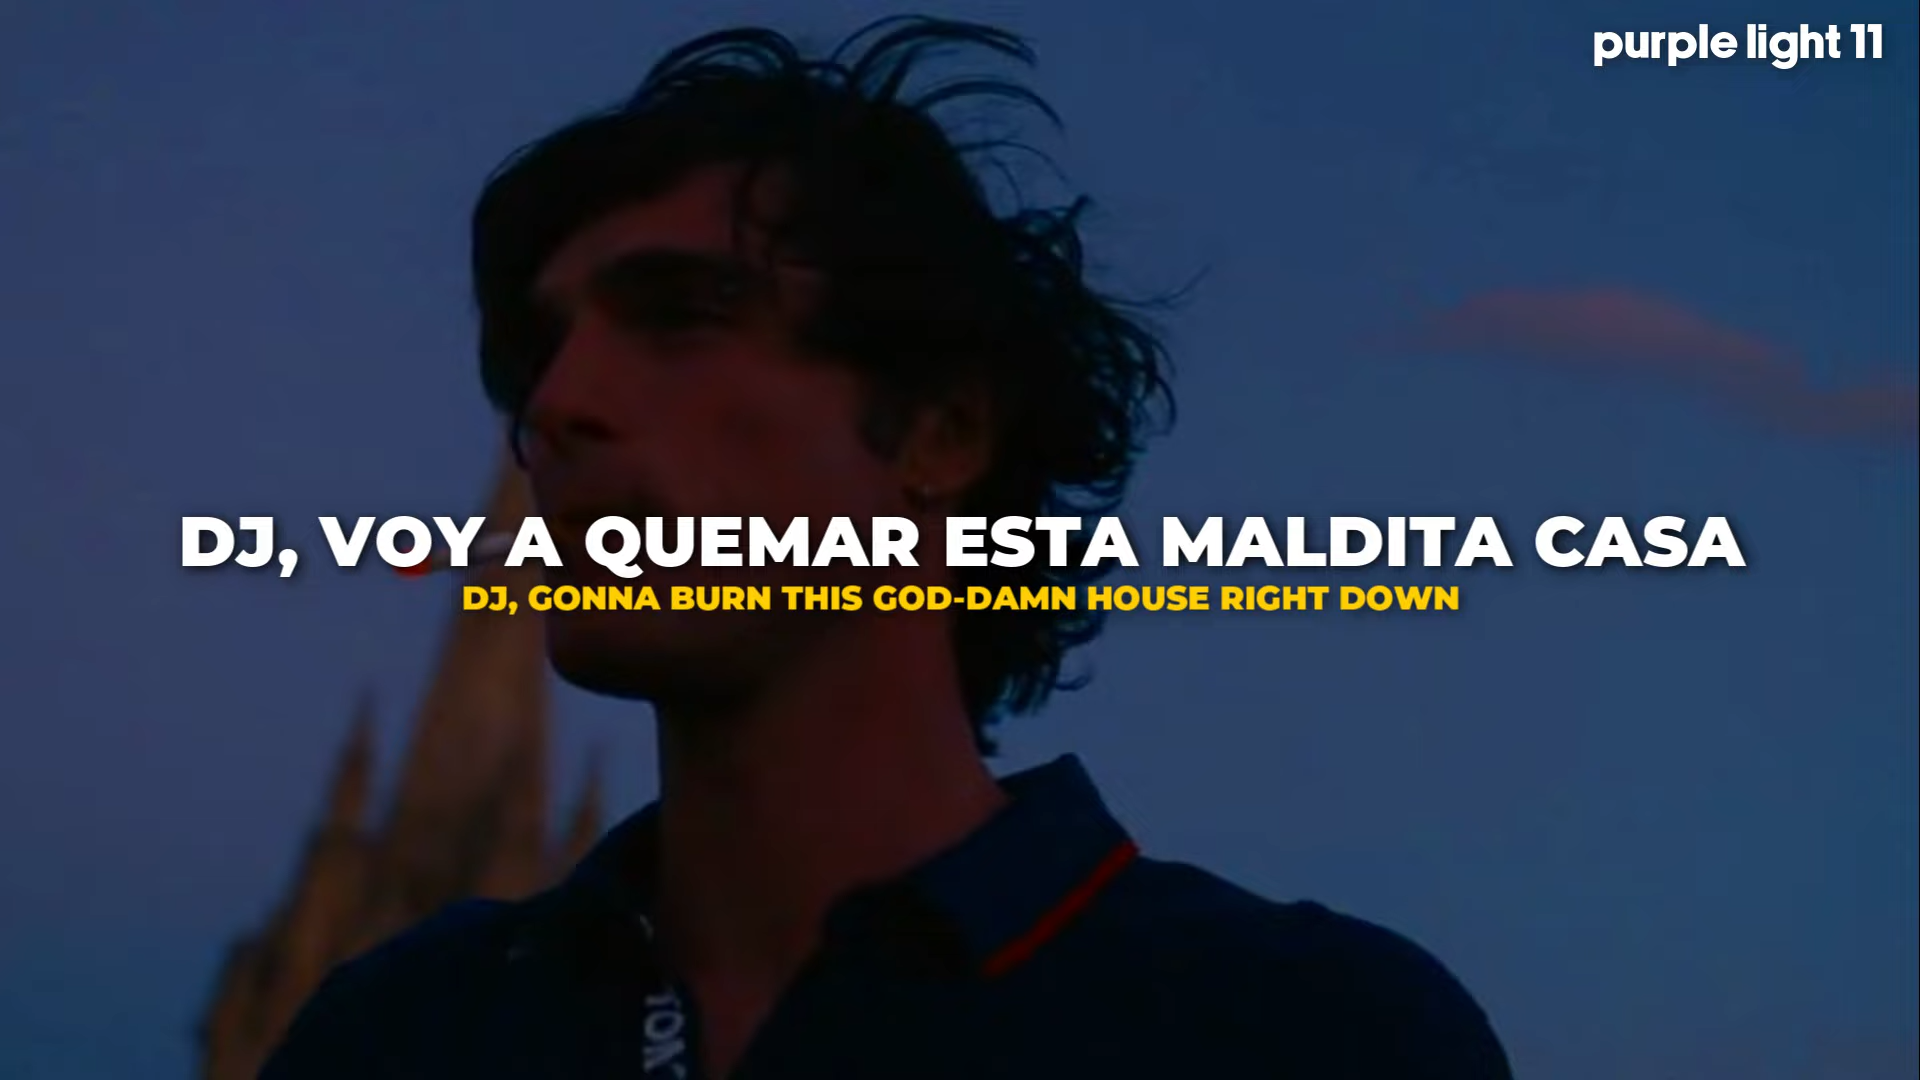 purple light 11
DJ, VOY A QUEMAR ESTA MALDITA CASA
DJ, GONNA BURN THIS GOD-DAMN HOUSE RIGHT DOWN